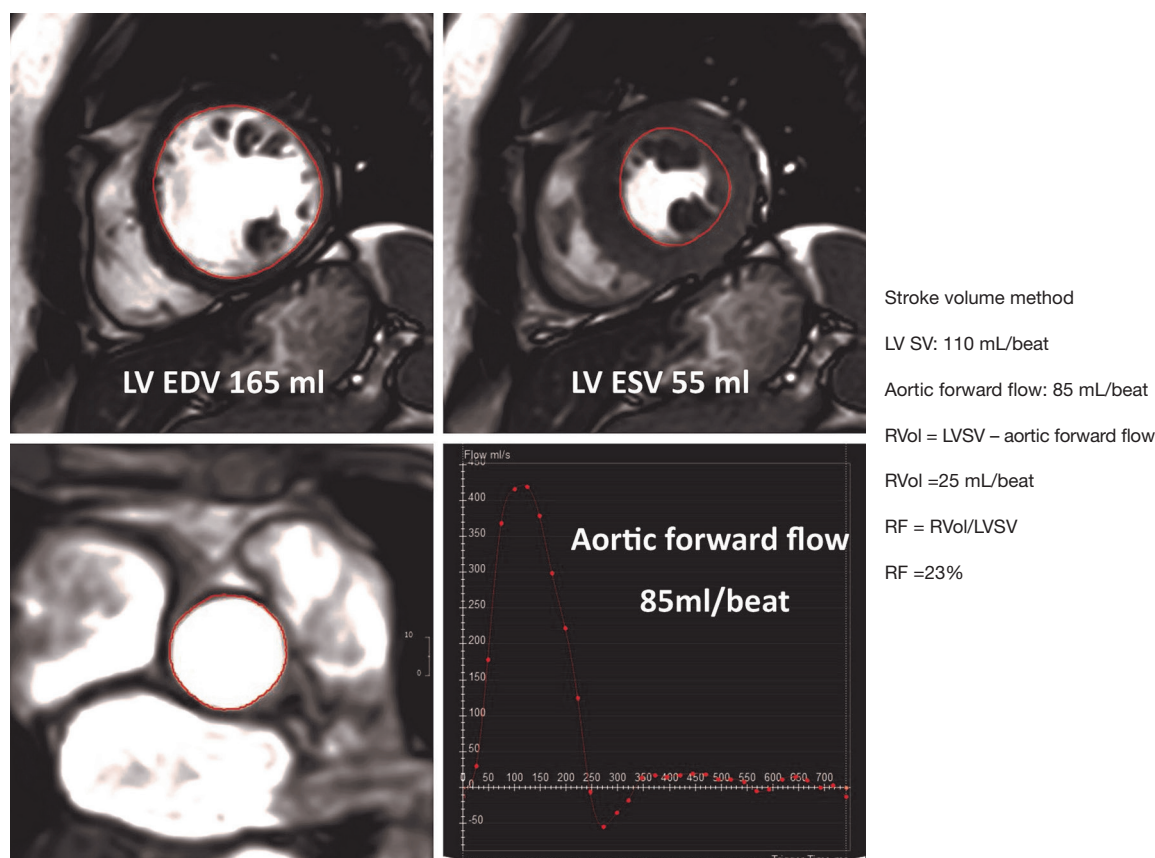 LV EDV 165 ml
LV ESV 55 ml
10
0
Flow ml/s
450
400
350
300
250
200
150
100
50
0
-50
0 50 100 150 200 250 300 350 400 450 500 550 600 650 700
Aortic forward flow
85ml/beat
Stroke volume method
LV SV: 110 mL/beat
Aortic forward flow: 85 mL/beat
RVol = LVSV – aortic forward flow
RVol =25 mL/beat
RF = RVol/LVSV
RF =23%